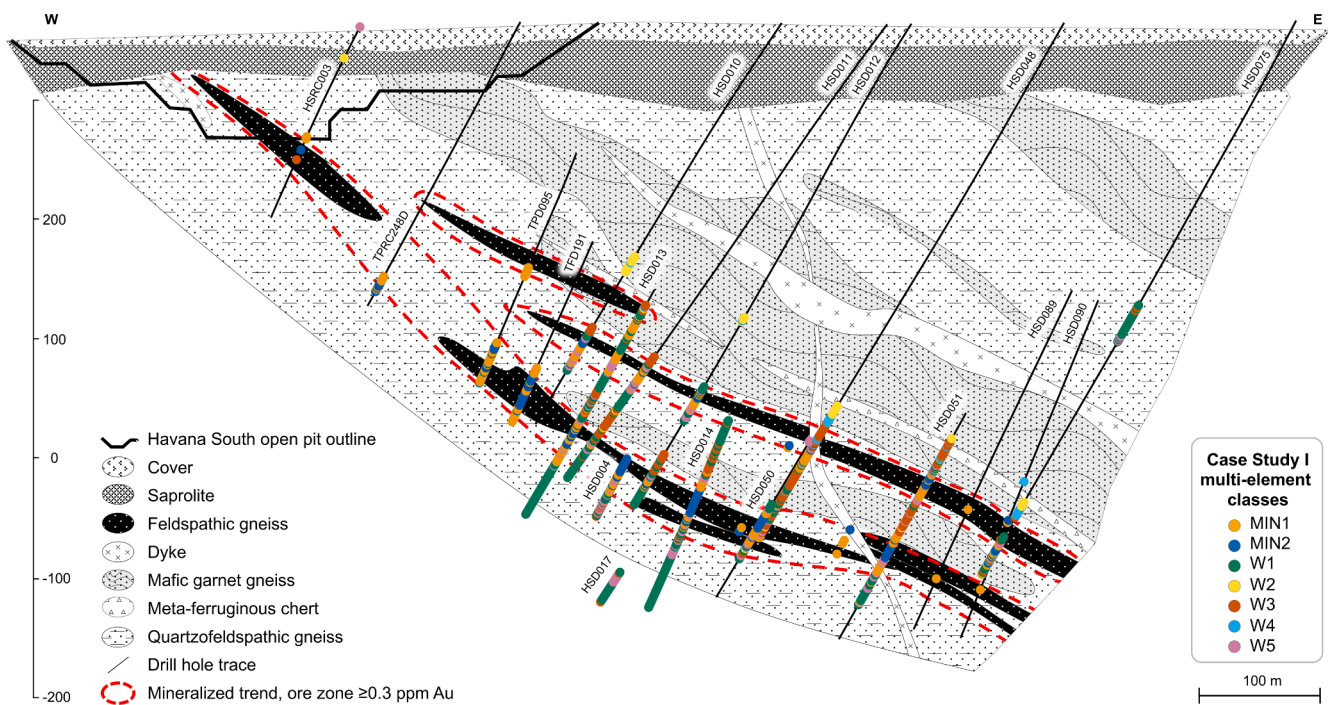 W
E
HSRC003
HSD010
HSD011
HSD012
HSD048
HSD075
TPRC248D
TPD095
TFD191
HSD013
HSD089
HSD090
HSD051
HSD014
HSD004
HSD050
HSD017
200
100
0
-100
-200
Havana South open pit outline
Cover
Saprolite
Feldspathic gneiss
Dyke
Mafic garnet gneiss
Meta-ferruginous chert
Quartzofeldspathic gneiss
Drill hole trace
Mineralized trend, ore zone ≥0.3 ppm Au
Case Study I
multi-element
classes
MIN1
MIN2
W1
W2
W3
W4
W5
100 m